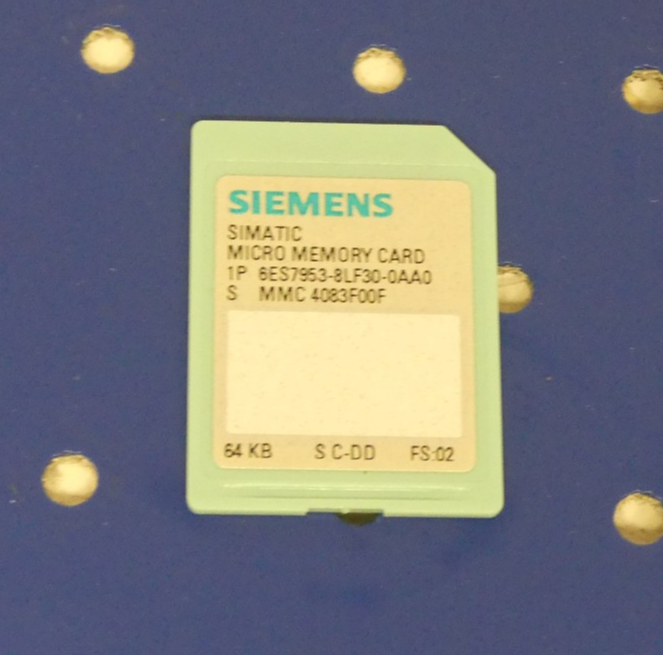 SIEMENS
SIMATIC
MICRO MEMORY CARD
1P 6ES7953-8LF30-0AA0
S MMC 4083F00F
64 KB S C-DD FS:02